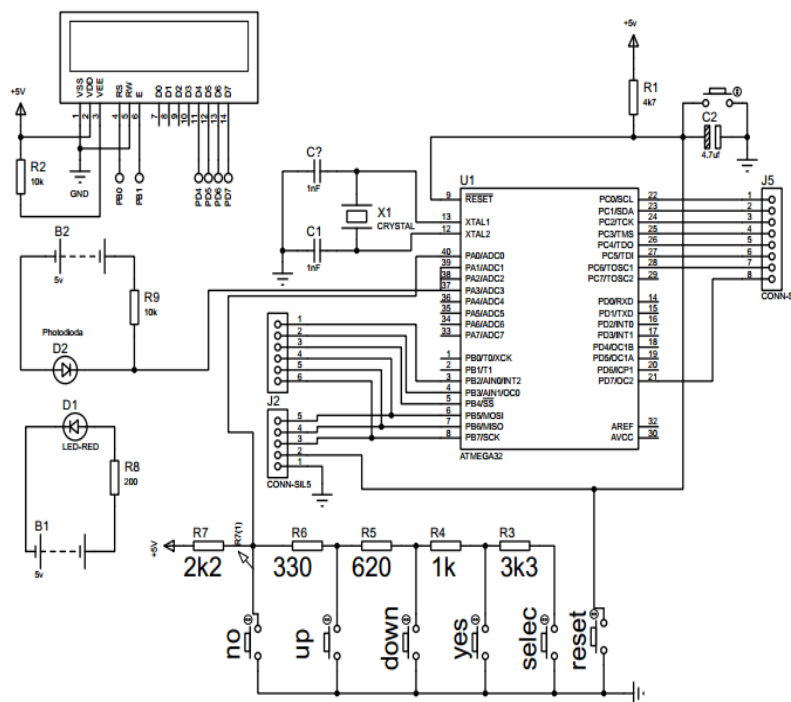 +5V
VSS
VDD
VEE
RS
RW
E
D0
D1
D2
D3
D4
D5
D6
D7
1
2
3
4
5
6
7
8
9
10
11
12
13
14
R2
10k
GND
PB0
PB1
PD4
PD5
PD6
PD7
+5V
R1
4k7
C2
4.7uf
C?
1nF
X1
CRYSTAL
C1
1nF
U1
9
RESET
13
XTAL1
12
XTAL2
40
PA0/ADC0
39
PA1/ADC1
38
PA2/ADC2
37
PA3/ADC3
36
PA4/ADC4
35
PA5/ADC5
34
PA6/ADC6
33
PA7/ADC7
1
PB0/T0/XCK
2
PB1/T1
3
PB2/AIN0/INT2
4
PB3/AIN1/OC0
5
PB4/SS
6
PB5/MOSI
7
PB6/MISO
8
PB7/SCK
PC0/SCL
22
PC1/SDA
23
PC2/TCK
24
PC3/TMS
25
PC4/TDO
26
PC5/TDI
27
PC6/TOSC1
28
PC7/TOSC2
29
PD0/RXD
14
PD1/TXD
15
PD2/INT0
16
PD3/INT1
17
PD4/OC1B
18
PD5/OC1A
19
PD6/ICP1
20
PD7/OC2
21
AREF
32
AVCC
30
ATMEGA32
J5
1
2
3
4
5
6
7
8
CONN-S
B2
5v
R9
10k
Photodioda
D2
D1
LED-RED
R8
200
B1
5v
1
2
3
4
5
6
J2
5
4
3
2
1
CONN-SIL5
+5V
R7
2k2
R7(1)
R6
330
R5
620
R4
1k
R3
3k3
no
up
down
yes
selec
reset